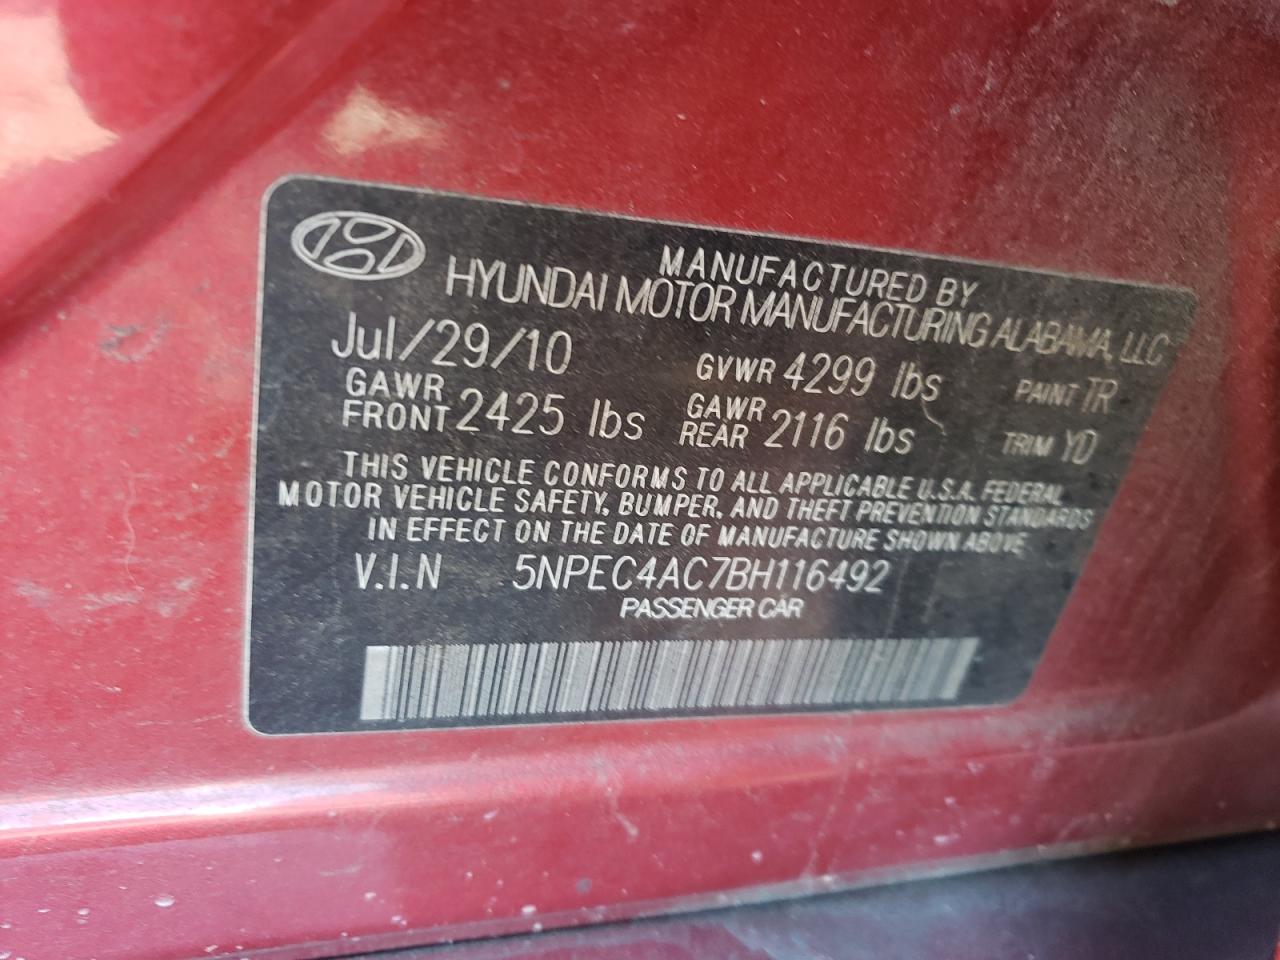 MANUFACTURED BY
HYUNDAI MOTOR MANUFACTURING ALABAMA, LLC
Jul/29/10 GVWR 4299 lbs PAINT TR
GAWR FRONT 2425 lbs GAWR REAR 2116 lbs TRIM YD
THIS VEHICLE CONFORMS TO ALL APPLICABLE U.S.A. FEDERAL
MOTOR VEHICLE SAFETY, BUMPER, AND THEFT PREVENTION STANDARDS
IN EFFECT ON THE DATE OF MANUFACTURE SHOWN ABOVE
V.I.N 5NPEC4AC7BH116492
PASSENGER CAR